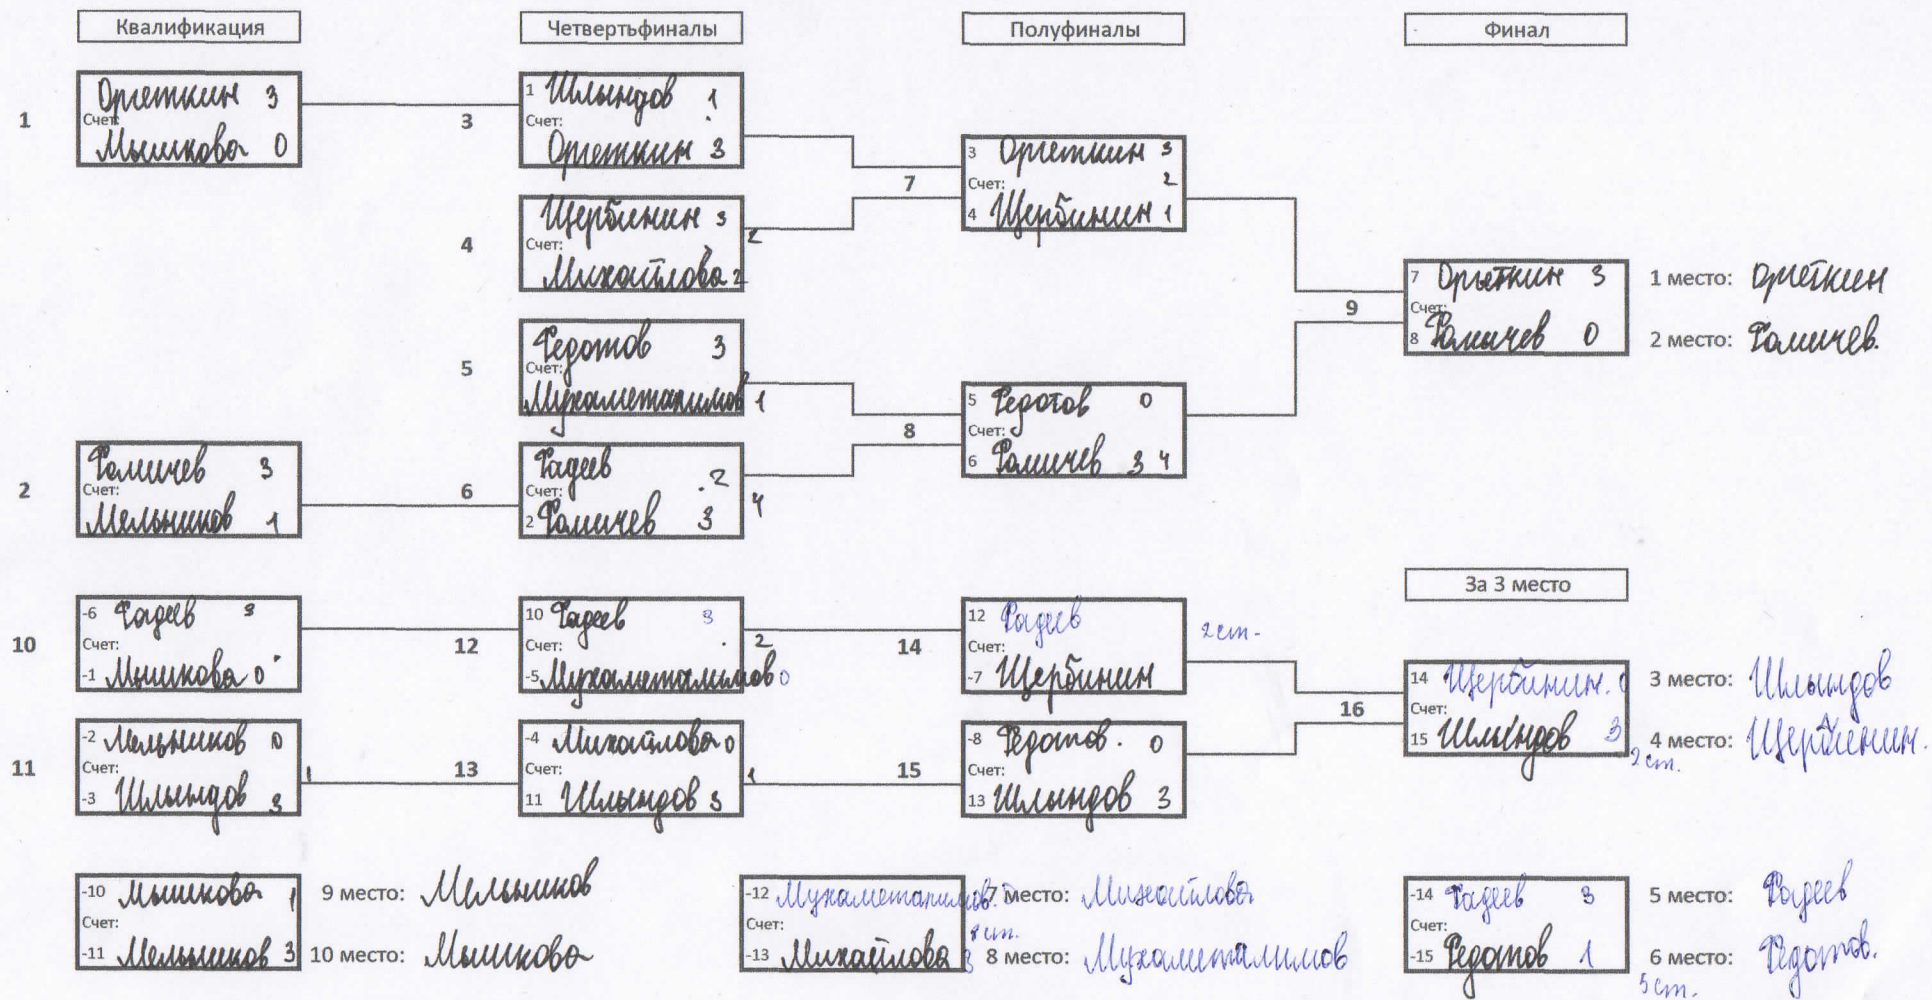 Квалификация
Четвертьфиналы
Полуфиналы
Финал
1
Орешкин 3
Счет:
Мышкова 0
3
1 Шлындов 1
Счет:
Орешкин 3
4
Щербинин 3
Счет:
Михайлова 2
2
7
3 Орешкин 3
Счет: 2
4 Щербинин 1
5
Федотов 3
Счет:
1
2
Фомичев 3
Счет:
Мельников 1
6
Фадеев 2
Счет:
2 Фомичев 3
4
8
5 Федотов 0
Счет:
6 Фомичев 3 4
9
7 Орешкин 3
Счет:
8 Фомичев 0
1 место: Орешкин
2 место: Фомичев.
За 3 место
10
-6 Фадеев 3
Счет:
-1 Мышкова 0
12
10 Фадеев 3
Счет: 2
-5 0
14
12 Фадеев
Счет:
-7 Щербинин
2 ст.
11
-2 Мельников 0
Счет:
-3 Шлындов 3
1
13
-4 Михайлова 0
Счет:
11 Шлындов 3
1
15
-8 Федотов. 0
Счет:
13 Шлындов 3
16
14 Щербинин. 0
Счет:
15 Шлындов 3
2 ст.
3 место: Шлындов
4 место: Щербинин.
-10 Мышкова 1
Счет:
-11 Мельников 3
9 место: Мельников
10 место: Мышкова
-12
Счет:
-13 Михайлова 3
7 место: Михайлова
8 место:
-14 Фадеев 3
Счет:
-15 Федотов 1
5 ст.
5 место: Фадеев
6 место: Федотов.